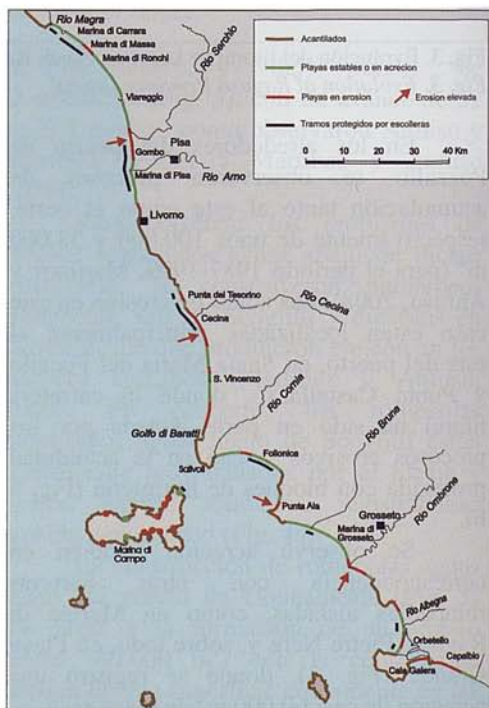 Rio Magra
Marina di Carrara
Marina di Massa
Marina di Ronchi
Rio Serchio
Viareggio
Pisa
Gombo
Marina di Pisa
Rio Arno
Livorno
Punta del Tesorino
Rio Cecina
Cecina
S. Vincenzo
Rio Cornia
Golfo di Baratti
Rio Bruna
Follonica
Salivoli
Punta Ala
Grosseto
Marina di
Grosseto
Rio Ombrone
Marina di
Campo
Rio Albegna
Orbetello
Cala Galera
Capalbio
Acantilados
Playas estables o en acrecion
Playas en erosion
Erosion elevada
Tramos protegidos por escolleras
0 10 20 30 40 Km